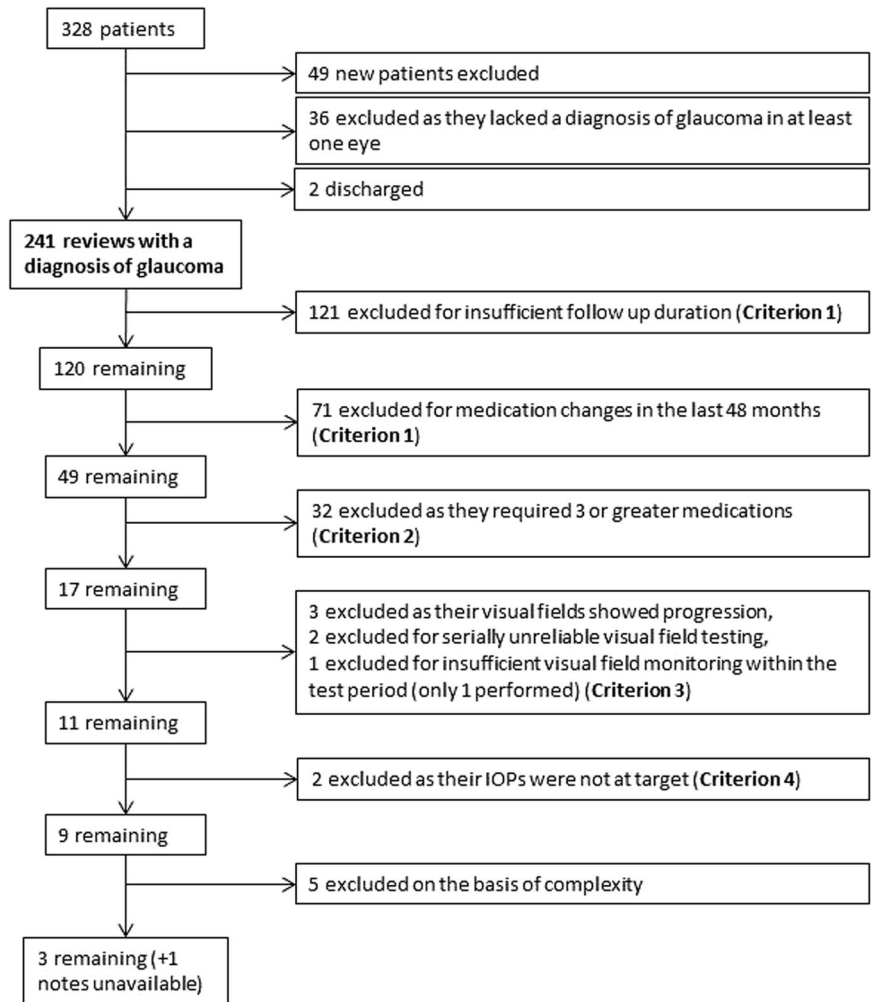 328 patients
49 new patients excluded
36 excluded as they lacked a diagnosis of glaucoma in at least
one eye
2 discharged
241 reviews with a
diagnosis of glaucoma
121 excluded for insufficient follow up duration (Criterion 1)
120 remaining
71 excluded for medication changes in the last 48 months
(Criterion 1)
49 remaining
32 excluded as they required 3 or greater medications
(Criterion 2)
17 remaining
3 excluded as their visual fields showed progression,
2 excluded for serially unreliable visual field testing,
1 excluded for insufficient visual field monitoring within the
test period (only 1 performed) (Criterion 3)
11 remaining
2 excluded as their IOPs were not at target (Criterion 4)
9 remaining
5 excluded on the basis of complexity
3 remaining (+1
notes unavailable)